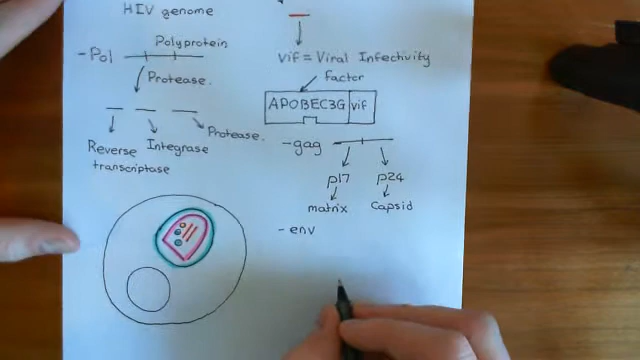 HIV genome
- Pol
Polyprotein
Protease.
Reverse
transcriptase
Integrase
Protease.
Vif = Viral Infectivity
factor
APOBEC3G vif
- gag
p17
p24
matrix
Capsid
- env